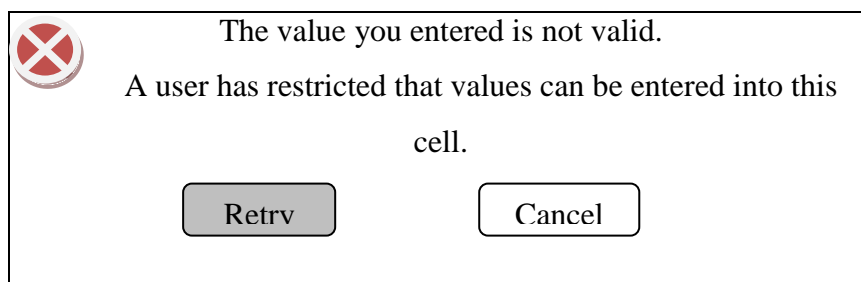 The value you entered is not valid.
A user has restricted that values can be entered into this
cell.
Retry Cancel